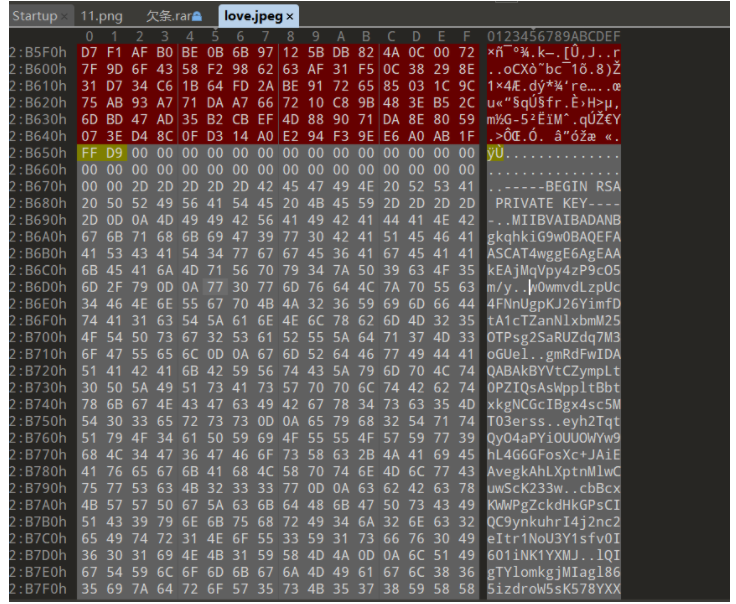 Startup × 11.png 欠条.rar love.jpeg ×
0 1 2 3 4 5 6 7 8 9 A B C D E F 0123456789ABCDEF
2:B5F0h D7 F1 AF B0 BE 0B 6B 97 12 5B DB 82 4A 0C 00 72 ×ñ¯°¾.k—.[Û‚J..r
2:B600h 7F 9D 6F 43 58 F2 98 62 63 AF 31 F5 0C 38 29 8E ..oCXò˜bc¯1õ.8)Ž
2:B610h 31 D7 34 C6 1B 64 FD 2A BE 91 72 65 85 03 1C 9C 1×4Æ.dý*¾‘re…..œ
2:B620h 75 AB 93 A7 71 DA A7 66 72 10 C8 9B 48 3E B5 2C u«“§qÚ§fr.È›H>µ,
2:B630h 6D BD 47 AD 35 B2 CB EF 4D 88 90 71 DA 8E 80 59 m½G-5²ËïMˆ.qÚŽ€Y
2:B640h 07 3E D4 8C 0F D3 14 A0 E2 94 F3 9E E6 A0 AB 1F .>ÔŒ.Ó. â”óžæ «.
2:B650h FF D9 00 00 00 00 00 00 00 00 00 00 00 00 00 00 ÿÙ..............
2:B660h 00 00 00 00 00 00 00 00 00 00 00 00 00 00 00 00 ................
2:B670h 00 00 2D 2D 2D 2D 2D 42 45 47 49 4E 20 52 53 41 ..-----BEGIN RSA
2:B680h 20 50 52 49 56 41 54 45 20 4B 45 59 2D 2D 2D 2D  PRIVATE KEY----
2:B690h 2D 0D 0A 4D 49 49 42 56 41 49 42 41 44 41 4E 42 -..MIIBVAIBADANB
2:B6A0h 67 6B 71 68 6B 69 47 39 77 30 42 41 51 45 46 41 gkqhkiG9w0BAQEFA
2:B6B0h 41 53 43 41 54 34 77 67 67 45 36 41 67 45 41 41 ASCAT4wggE6AgEAA
2:B6C0h 6B 45 41 6A 4D 71 56 70 79 34 7A 50 39 63 4F 35 kEAjMqVpy4zP9cO5
2:B6D0h 6D 2F 79 0D 0A 77 30 77 6D 76 64 4C 7A 70 55 63 m/y..w0wmvdLzpUc
2:B6E0h 34 46 4E 6E 55 67 70 4B 4A 32 36 59 69 6D 66 44 4FNnUgpKJ26YimfD
2:B6F0h 74 41 31 63 54 5A 61 6E 4E 6C 78 62 6D 4D 32 35 tA1cTZanNlxbmM25
2:B700h 4F 54 50 73 67 32 53 61 52 55 5A 64 71 37 4D 33 OTPsg2SaRUZdq7M3
2:B710h 6F 47 55 65 6C 0D 0A 67 6D 52 64 46 77 49 44 41 oGUel..gmRdFwIDA
2:B720h 51 41 42 41 6B 42 59 56 74 43 5A 79 6D 70 4C 74 QABAkBYVtCZympLt
2:B730h 30 50 5A 49 51 73 41 73 57 70 70 6C 74 42 62 74 0PZIQsAsWppltBbt
2:B740h 78 6B 67 4E 43 47 63 49 42 67 78 34 73 63 35 4D xkgNCGcIBgx4sc5M
2:B750h 54 30 33 65 72 73 73 0D 0A 65 79 68 32 54 71 74 T03erss..eyh2Tqt
2:B760h 51 79 4F 34 61 50 59 69 4F 55 55 4F 57 59 77 39 QyO4aPYiOUUOWYw9
2:B770h 68 4C 34 47 36 47 46 6F 73 58 63 2B 4A 41 69 45 hL4G6GFosXc+JAiE
2:B780h 41 76 65 67 6B 41 68 4C 58 70 74 6E 4D 6C 77 43 AvegkAhLXptnMlwC
2:B790h 75 77 53 63 4B 32 33 33 77 0D 0A 63 62 42 63 78 uwScK233w..cbBcx
2:B7A0h 4B 57 57 50 67 5A 63 6B 64 48 6B 47 50 73 43 49 KWWPgZckdHkGPsCI
2:B7B0h 51 43 39 79 6E 6B 75 68 72 49 34 6A 32 6E 63 32 QC9ynkuhrI4j2nc2
2:B7C0h 65 49 74 72 31 4E 6F 55 33 59 31 73 66 76 30 49 eItr1NoU3Y1sfv0I
2:B7D0h 36 30 31 69 4E 4B 31 59 58 4D 4A 0D 0A 6C 51 49 601iNK1YXMJ..lQI
2:B7E0h 67 54 59 6C 6F 6D 6B 67 6A 4D 49 61 67 6C 38 36 gTYlomkgjMIagl86
2:B7F0h 35 69 7A 64 72 6F 57 35 73 4B 35 37 38 59 58 58 5izdroW5sK578YXX